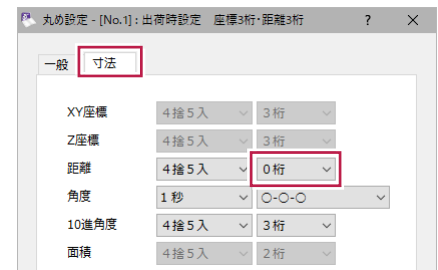 丸め設定 - [No.1] : 出荷時設定　座標3桁・距離3桁 ? ×
一般 寸法
XY座標 4捨5入 3桁
Z座標 4捨5入 3桁
距離 4捨5入 0桁
角度 1秒 ○-○-○
10進角度 4捨5入 3桁
面積 4捨5入 2桁